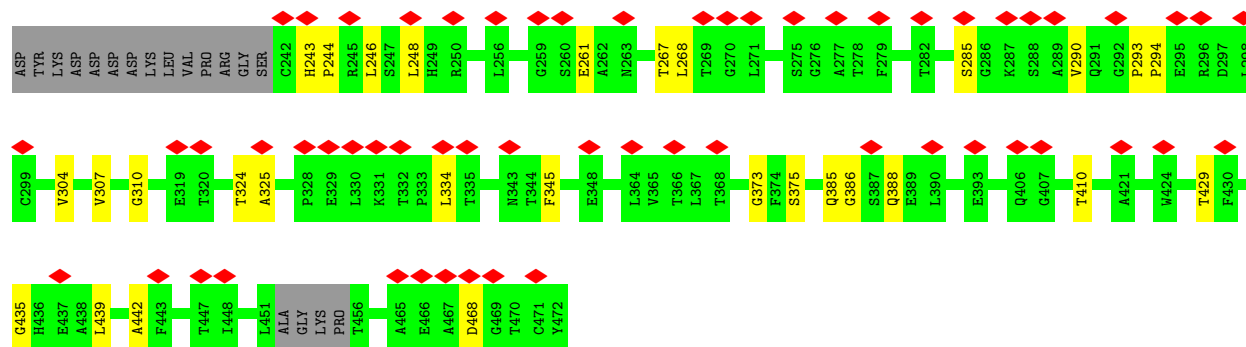 ASP TYR LYS ASP ASP ASP ASP LYS LEU VAL PRO ARG GLY SER C242 H243 P244 R245 L246 S247 L248 H249 R250 L256 G259 S260 E261 A262 N263 T267 L268 T269 G270 L271 S275 G276 A277 T278 F279 T282 S285 G286 K287 S288 A289 V290 Q291 G292 P293 P294 E295 R296 D297 L298
C299 V304 V307 G310 E319 T320 T324 A325 P328 E329 L330 K331 T332 P333 L334 T335 N343 T344 F345 E348 L364 V365 T366 L367 T368 G373 F374 S375 Q385 G386 S387 Q388 E389 L390 E393 Q406 G407 T410 A421 W424 T429 F430
G435 H436 E437 A438 L439 A442 F443 T447 I448 L451 ALA GLY LYS PRO T456 A465 E466 A467 D468 G469 T470 C471 Y472